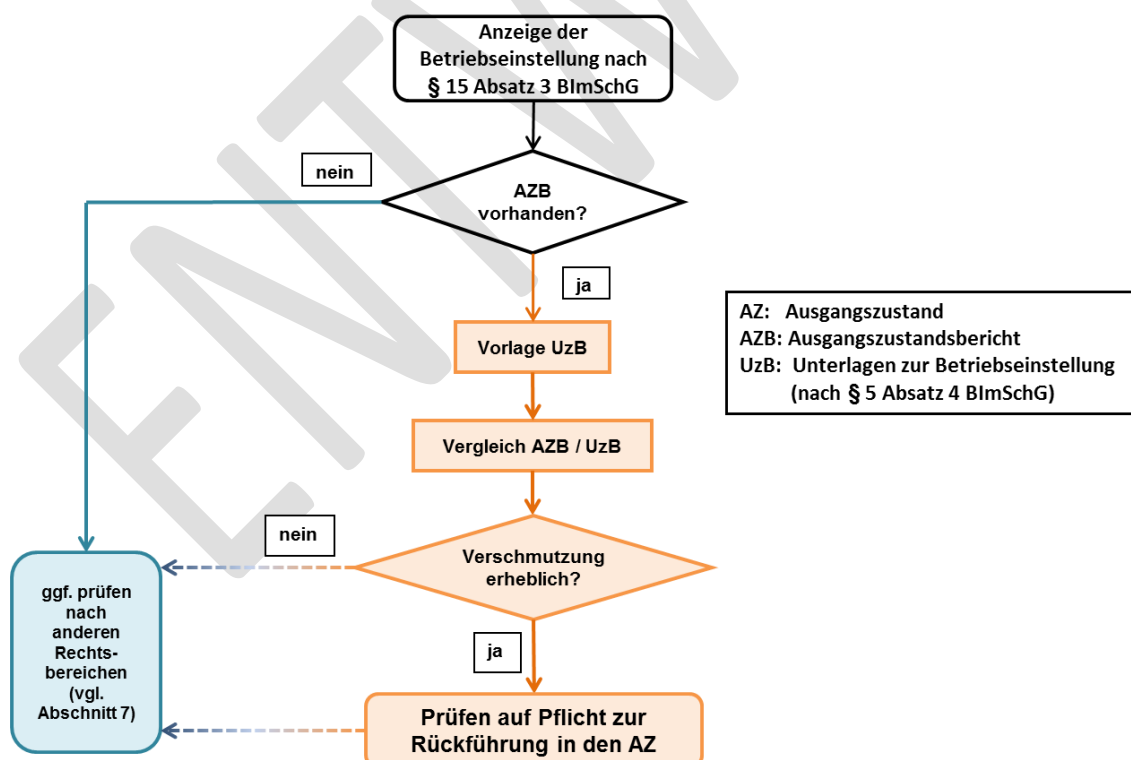 Anzeige der
Betriebseinstellung nach
§ 15 Absatz 3 BImSchG
nein
AZB
vorhanden?
ja
AZ: Ausgangszustand
AZB: Ausgangszustandsbericht
UzB: Unterlagen zur Betriebseinstellung
(nach § 5 Absatz 4 BImSchG)
Vorlage UzB
Vergleich AZB / UzB
nein
Verschmutzung
erheblich?
ggf. prüfen
nach
anderen
Rechts-
bereichen
(vgl.
Abschnitt 7)
ja
Prüfen auf Pflicht zur
Rückführung in den AZ
ENTW